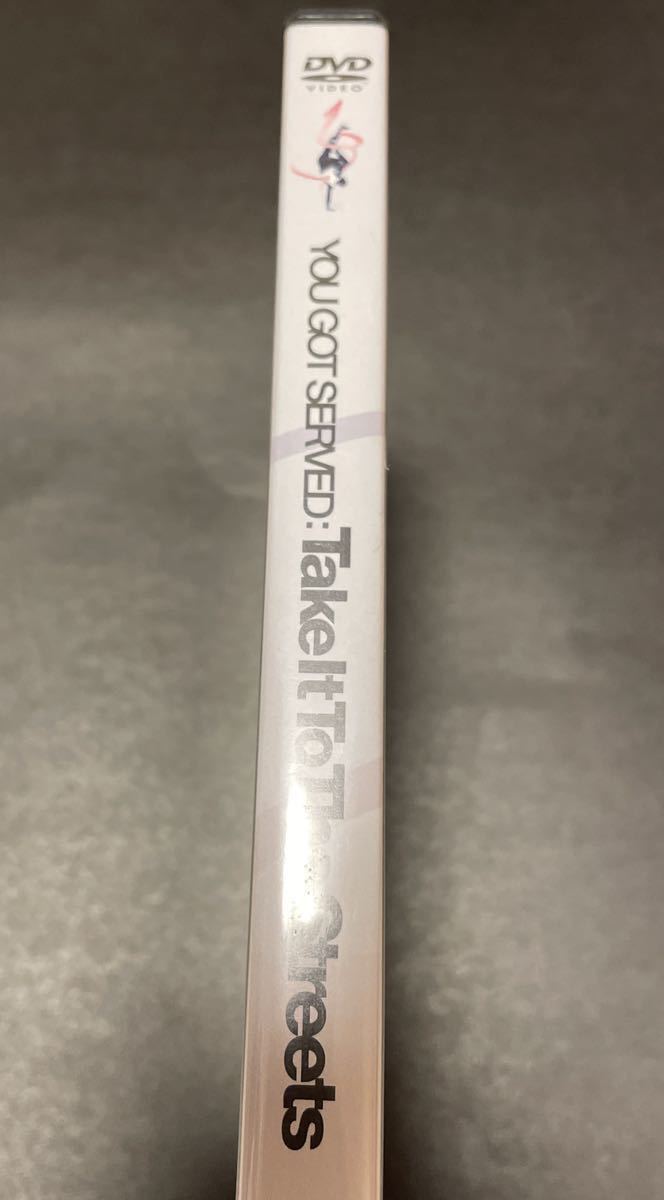 DVD
VIDEO
YOU GOT SERVED: Take It To The Streets